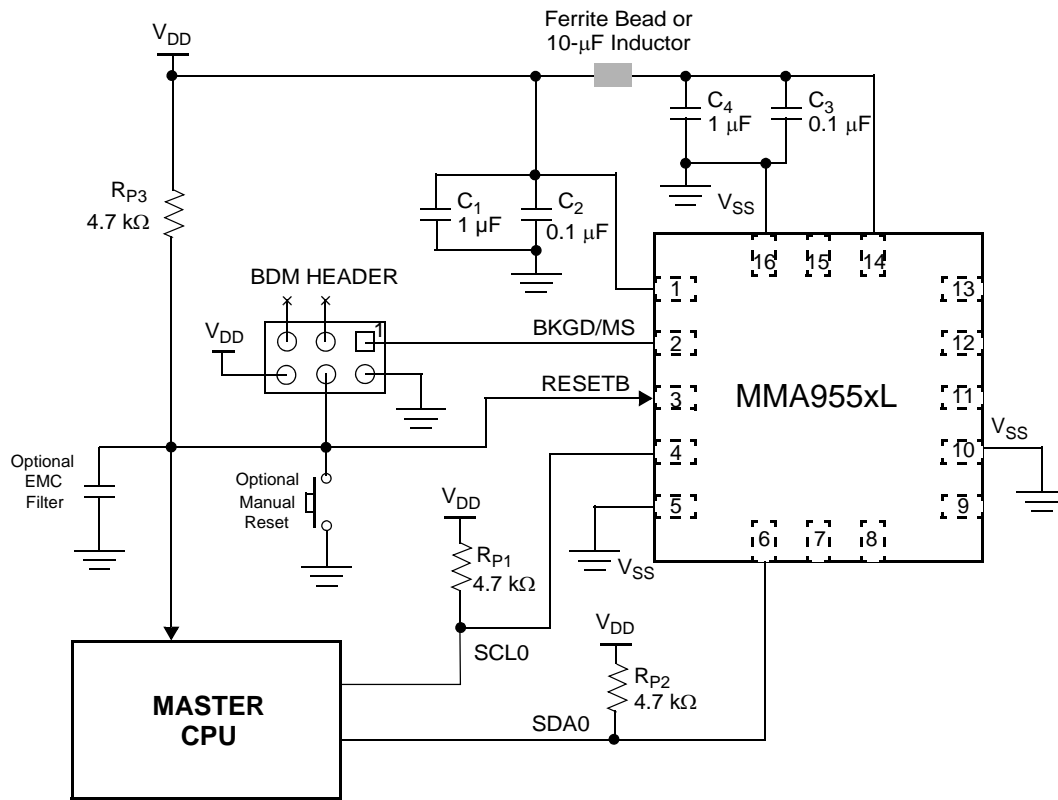 Ferrite Bead or
10-μF Inductor
VDD
C4
1 μF
C3
0.1 μF
RP3
4.7 kΩ
C1
1 μF
C2
0.1 μF
VSS
16
15
14
BDM HEADER
1
13
VDD
1
BKGD/MS
2
12
RESETB
3
MMA955xL
11
4
VSS
10
Optional
EMC
Filter
Optional
Manual
Reset
VDD
5
9
6
7
8
RP1
4.7 kΩ
VSS
SCL0
VDD
RP2
4.7 kΩ
MASTER
CPU
SDA0